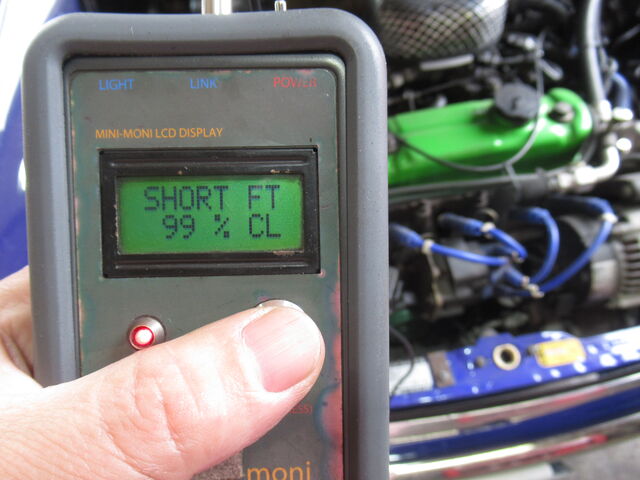 LIGHT LINK POWER
MINI-MONI LCD DISPLAY
SHORT FT
99 % CL
moni